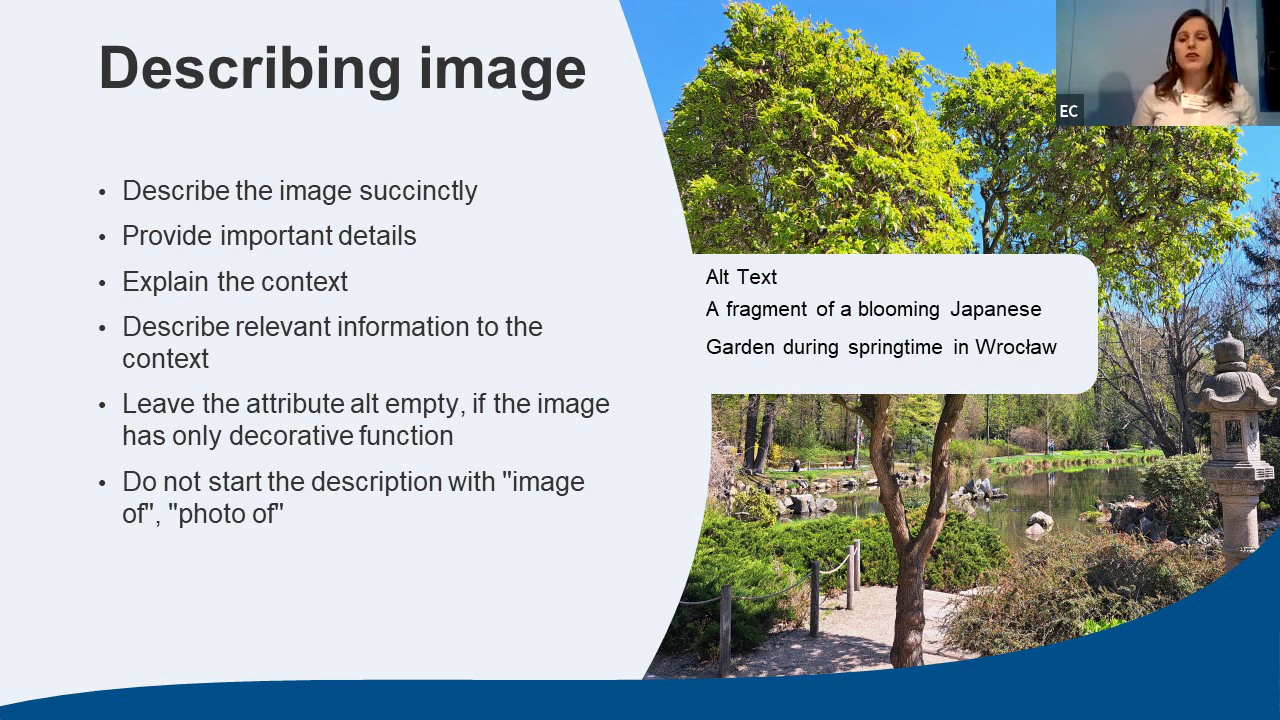 Describing image
• Describe the image succinctly
• Provide important details
• Explain the context
• Describe relevant information to the
context
• Leave the attribute alt empty, if the image
has only decorative function
• Do not start the description with "image
of", "photo of"
Alt Text
A fragment of a blooming Japanese
Garden during springtime in Wrocław
EC